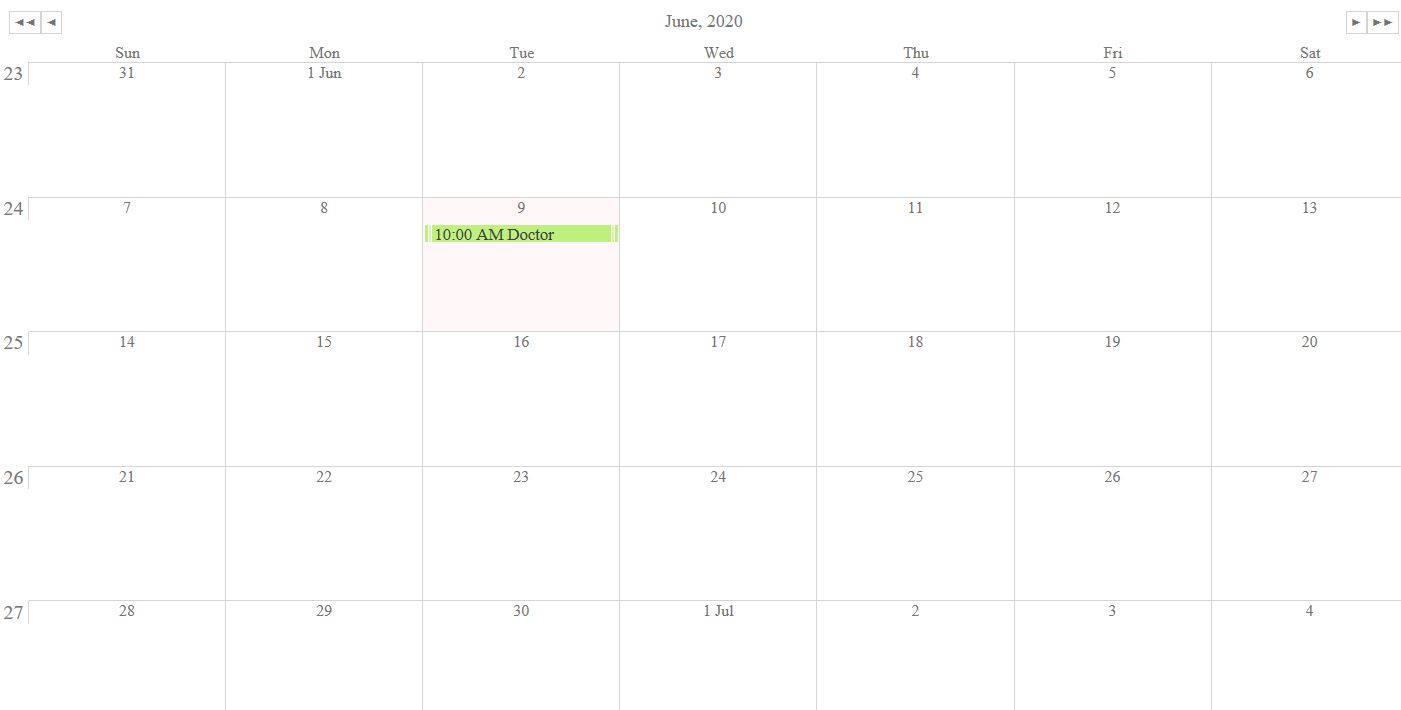 ◄◄ ◄ June, 2020 ► ►►
Sun Mon Tue Wed Thu Fri Sat
23 31 1 Jun 2 3 4 5 6
24 7 8 9 10 11 12 13
10:00 AM Doctor
25 14 15 16 17 18 19 20
26 21 22 23 24 25 26 27
27 28 29 30 1 Jul 2 3 4